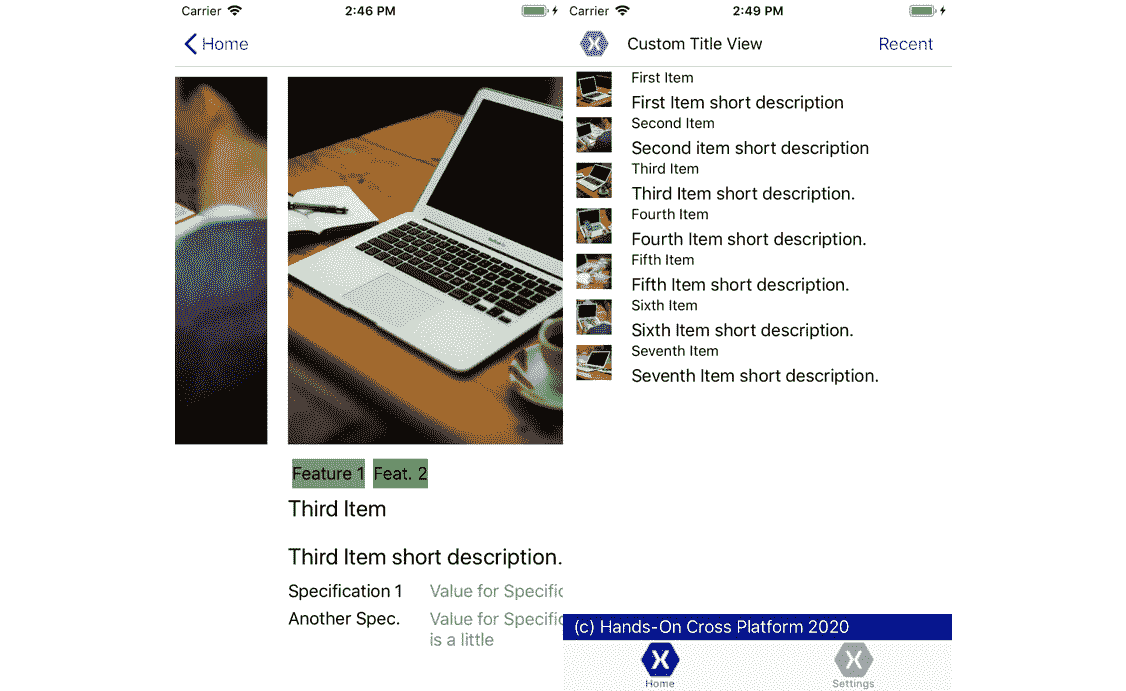 Carrier 2:46 PM
Home
Feature 1 Feat. 2
Third Item
Third Item short description.
Specification 1 Value for Specific
Another Spec. Value for Specific
is a little
Carrier 2:49 PM
Custom Title View Recent
First Item
First Item short description
Second Item
Second item short description
Third Item
Third Item short description.
Fourth Item
Fourth Item short description.
Fifth Item
Fifth Item short description.
Sixth Item
Sixth Item short description.
Seventh Item
Seventh Item short description.
(c) Hands-On Cross Platform 2020
Home Settings